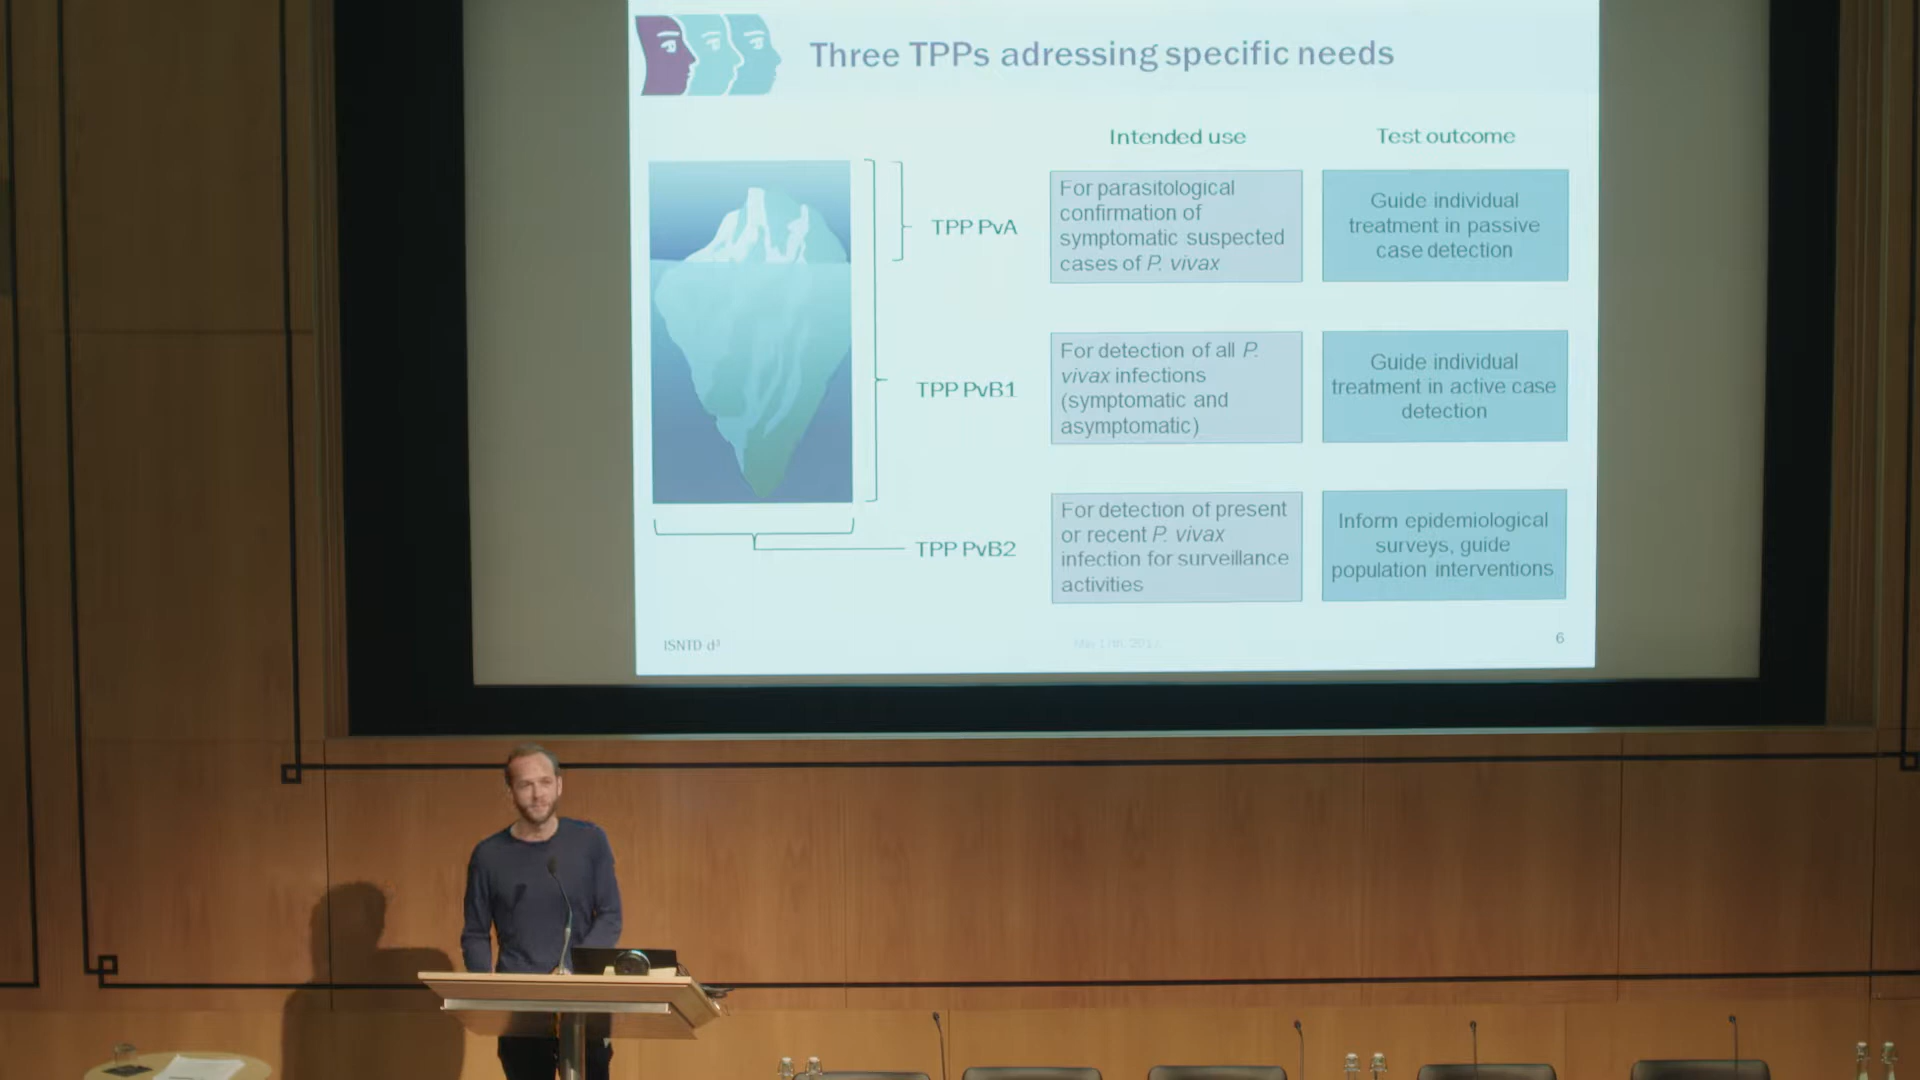 Three TPPs adressing specific needs
Intended use
Test outcome
TPP PvA
For parasitological
confirmation of
symptomatic suspected
cases of P. vivax
Guide individual
treatment in passive
case detection
TPP PvB1
For detection of all P.
vivax infections
(symptomatic and
asymptomatic)
Guide individual
treatment in active case
detection
TPP PvB2
For detection of present
or recent P. vivax
infection for surveillance
activities
Inform epidemiological
surveys, guide
population interventions
ISNTD d³
May 17th, 2017
6